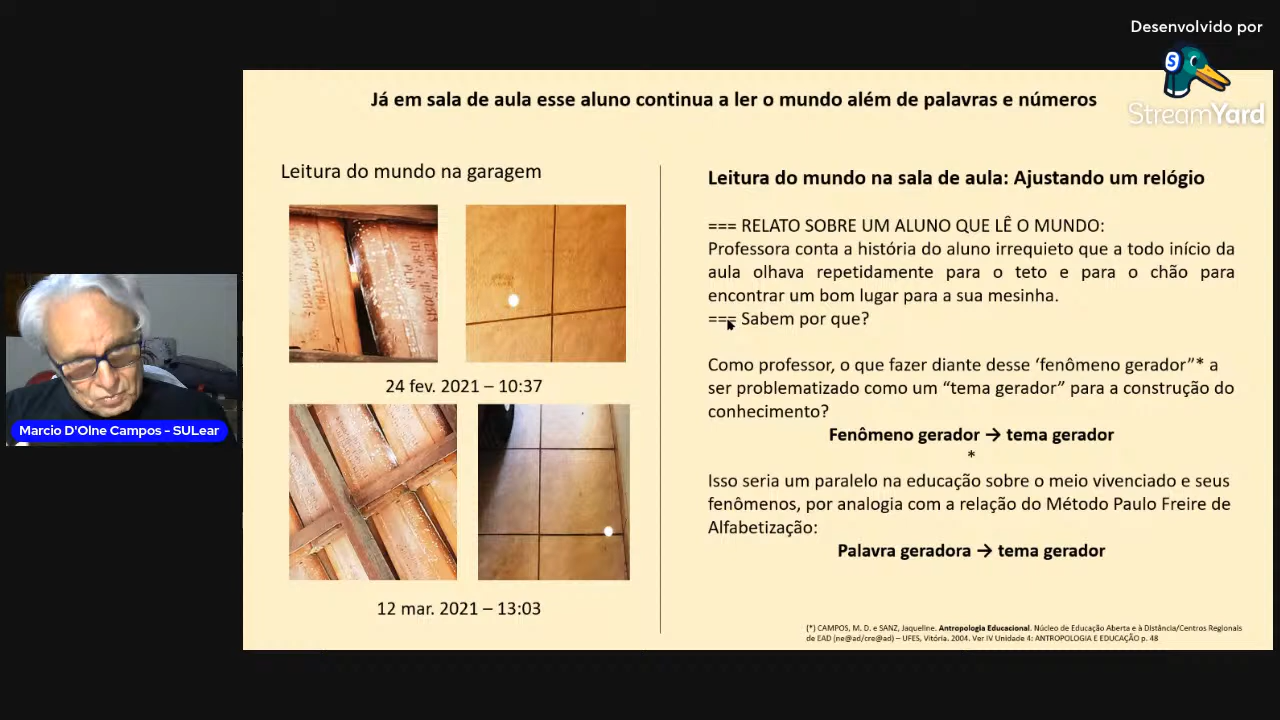 Desenvolvido por
StreamYard
Já em sala de aula esse aluno continua a ler o mundo além de palavras e números
Leitura do mundo na garagem
24 fev. 2021 – 10:37
12 mar. 2021 – 13:03
Leitura do mundo na sala de aula: Ajustando um relógio
=== RELATO SOBRE UM ALUNO QUE LÊ O MUNDO:
Professora conta a história do aluno irrequieto que a todo início da
aula olhava repetidamente para o teto e para o chão para
encontrar um bom lugar para a sua mesinha.
=== Sabem por que?
Como professor, o que fazer diante desse ‘fenômeno gerador”* a
ser problematizado como um “tema gerador” para a construção do
conhecimento?
Fenômeno gerador → tema gerador
*
Isso seria um paralelo na educação sobre o meio vivenciado e seus
fenômenos, por analogia com a relação do Método Paulo Freire de
Alfabetização:
Palavra geradora → tema gerador
(*) CAMPOS, M. D. e SANZ, Jaqueline. Antropologia Educacional. Núcleo de Educação Aberta e à Distância/Centros Regionais
de EAD (ne@ad/cre@ad) – UFES, Vitória. 2004. Ver IV Unidade 4: ANTROPOLOGIA E EDUCAÇÃO p. 48
Marcio D'Olne Campos - SULear